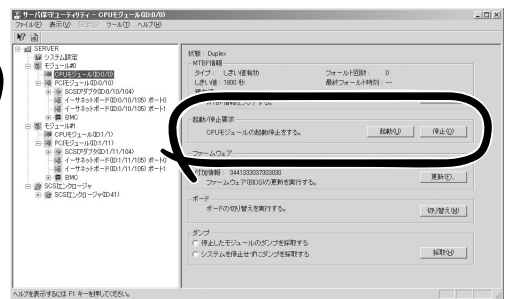 サーバ保守ユーティリティ - CPUモジュール(ID:0/0)
ファイル(F) 表示(V) ツール(T) ヘルプ(H)
SERVER
システム設定
モジュール#0
CPUモジュール(ID:0/0)
PCIモジュール(ID:0/10)
SCSIアダプタ(ID:0/10/104)
イーサネットボード(ID:0/10/105) ポート0
イーサネットボード(ID:0/10/105) ポート1
BMC
モジュール#1
CPUモジュール(ID:1/1)
PCIモジュール(ID:1/11)
SCSIアダプタ(ID:1/11/104)
イーサネットボード(ID:1/11/105) ポート0
イーサネットボード(ID:1/11/105) ポート1
BMC
SCSIエンクロージャ
SCSIエンクロージャ(ID:41)
状態 : Duplex
MTBF情報
タイプ : しきい値有効 フォールト回数 : 0
しきい値 : 1800 秒 最終フォールト時刻 : --
MTBF情報をクリアする。
起動/停止要求
CPUモジュールの起動停止をする。 起動(U) 停止(O)
ファームウェア
付加情報 : 3441333037303030
ファームウェア(BIOS)の更新を実行する。 更新(F)..
ボード
ボードの切り替えを実行する。 切り替え(W)
ダンプ
停止したモジュールのダンプを採取する
システムを停止せずにダンプを採取する 採取(H)
ヘルプを表示するには F1 キーを押してください。